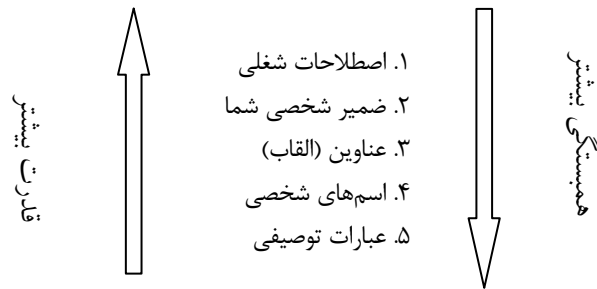 همبستگی بیشتر
۱. اصطلاحات شغلی
۲. ضمیر شخصی شما
۳. عناوین (القاب)
۴. اسم‌های شخصی
۵. عبارات توصیفی
قدرت بیشتر